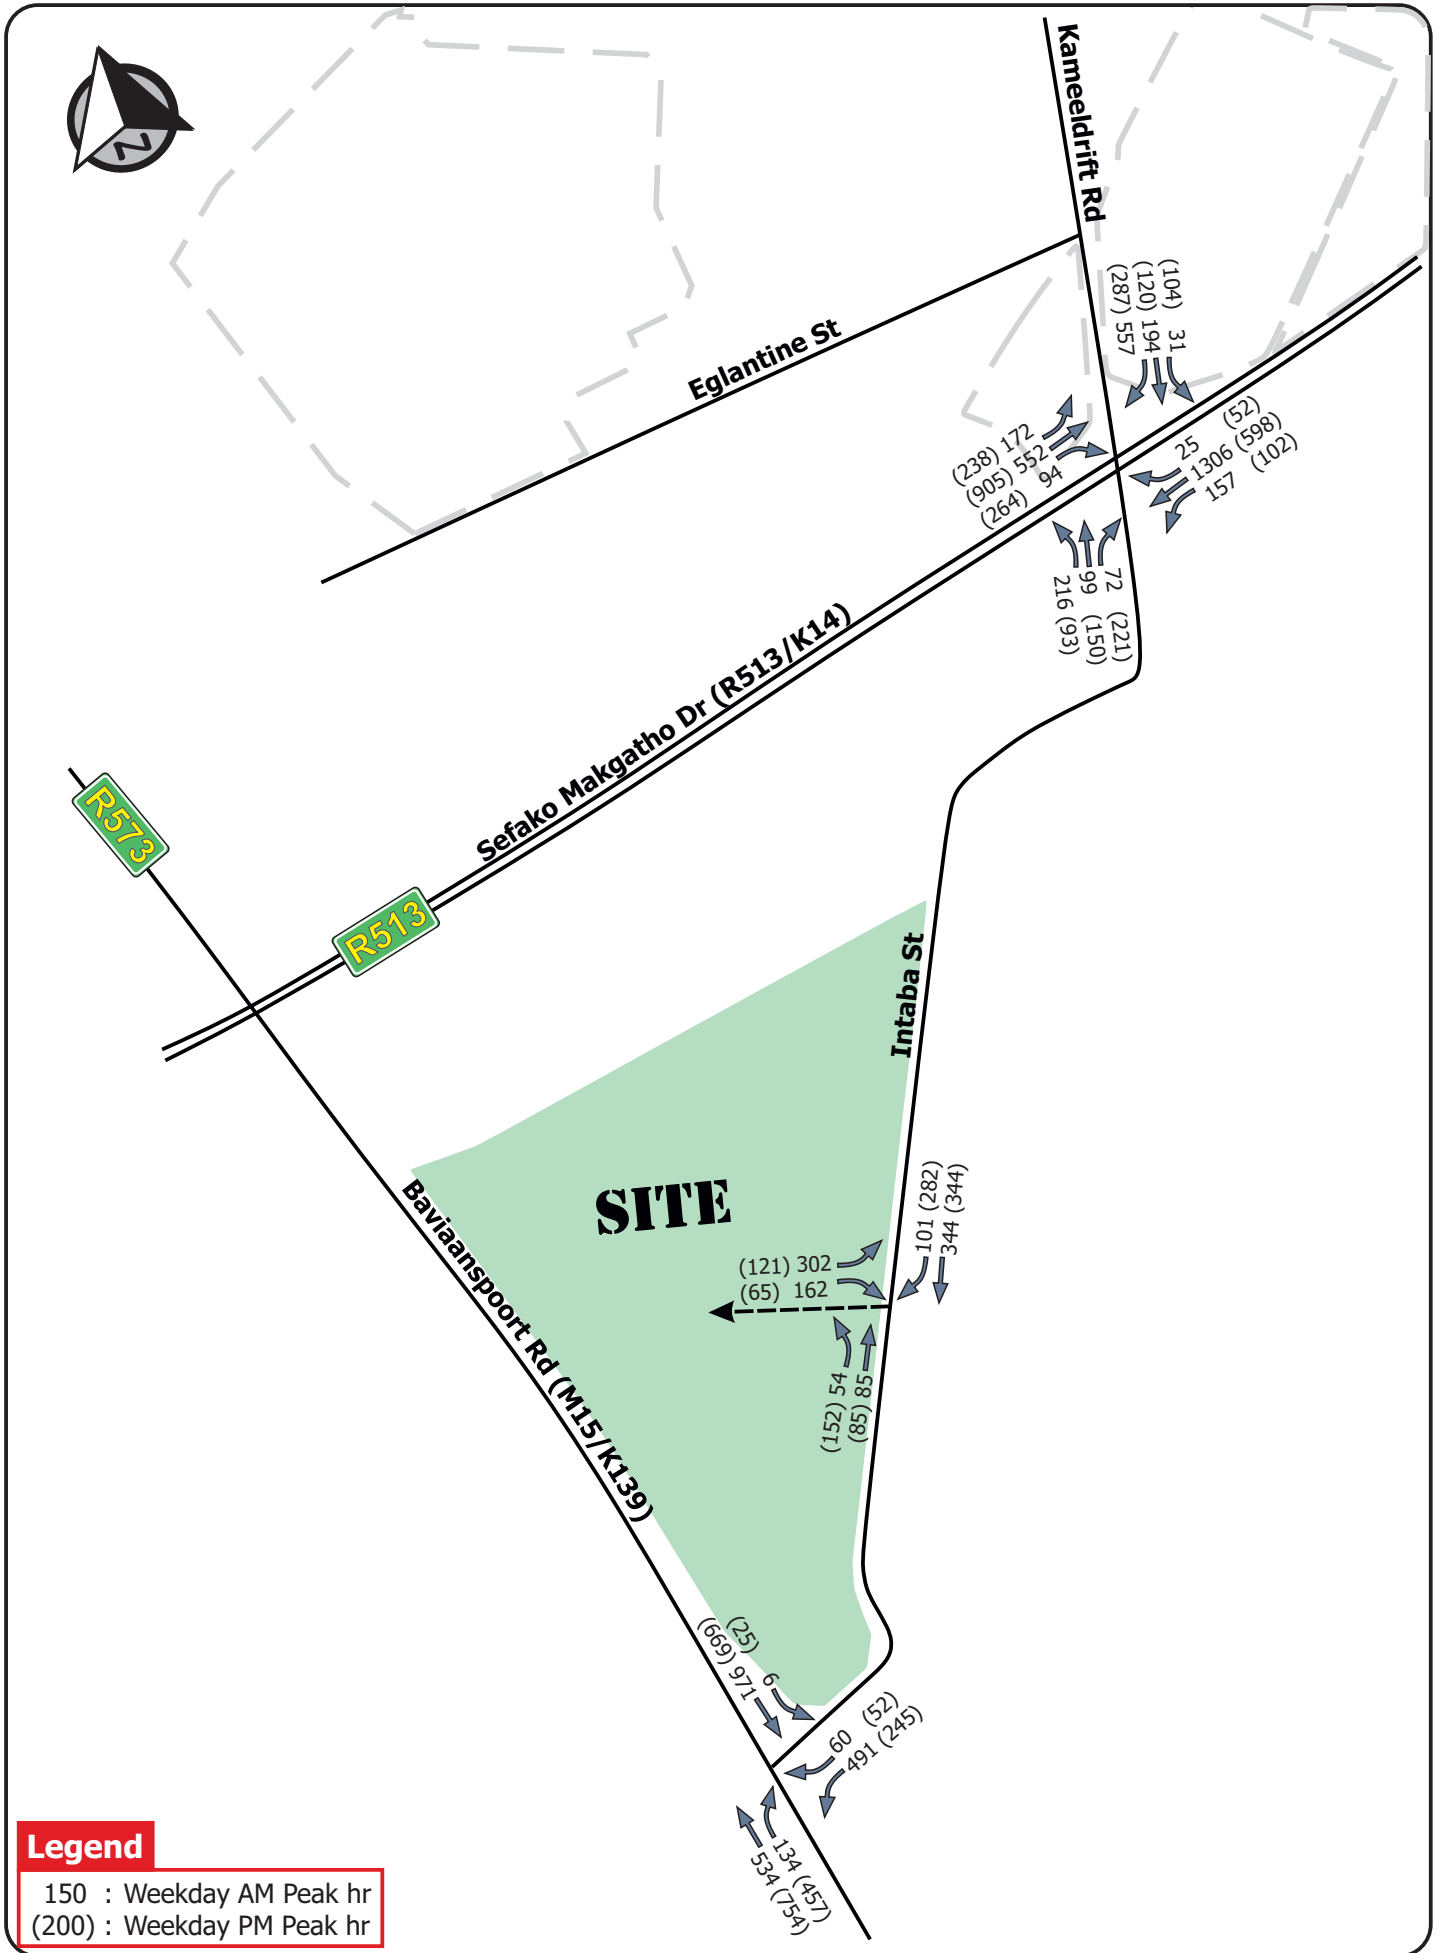 N
Kameeldrift Rd
(104) 31
(120) 194
(287) 557
Eglantine St
(238) 172
(905) 552
(264) 94
25 (52)
1306 (598)
157 (102)
72 (221)
99 (150)
216 (93)
Sefako Makgatho Dr (R513/K14)
R573
R513
Intaba St
SITE
101 (282)
344 (344)
(121) 302
(65) 162
(152) 54
(85) 85
Baviaanspoort Rd (M15/K139)
(25) 6
(669) 971
60 (52)
491 (245)
134 (457)
534 (754)
Legend
150 : Weekday AM Peak hr
(200) : Weekday PM Peak hr